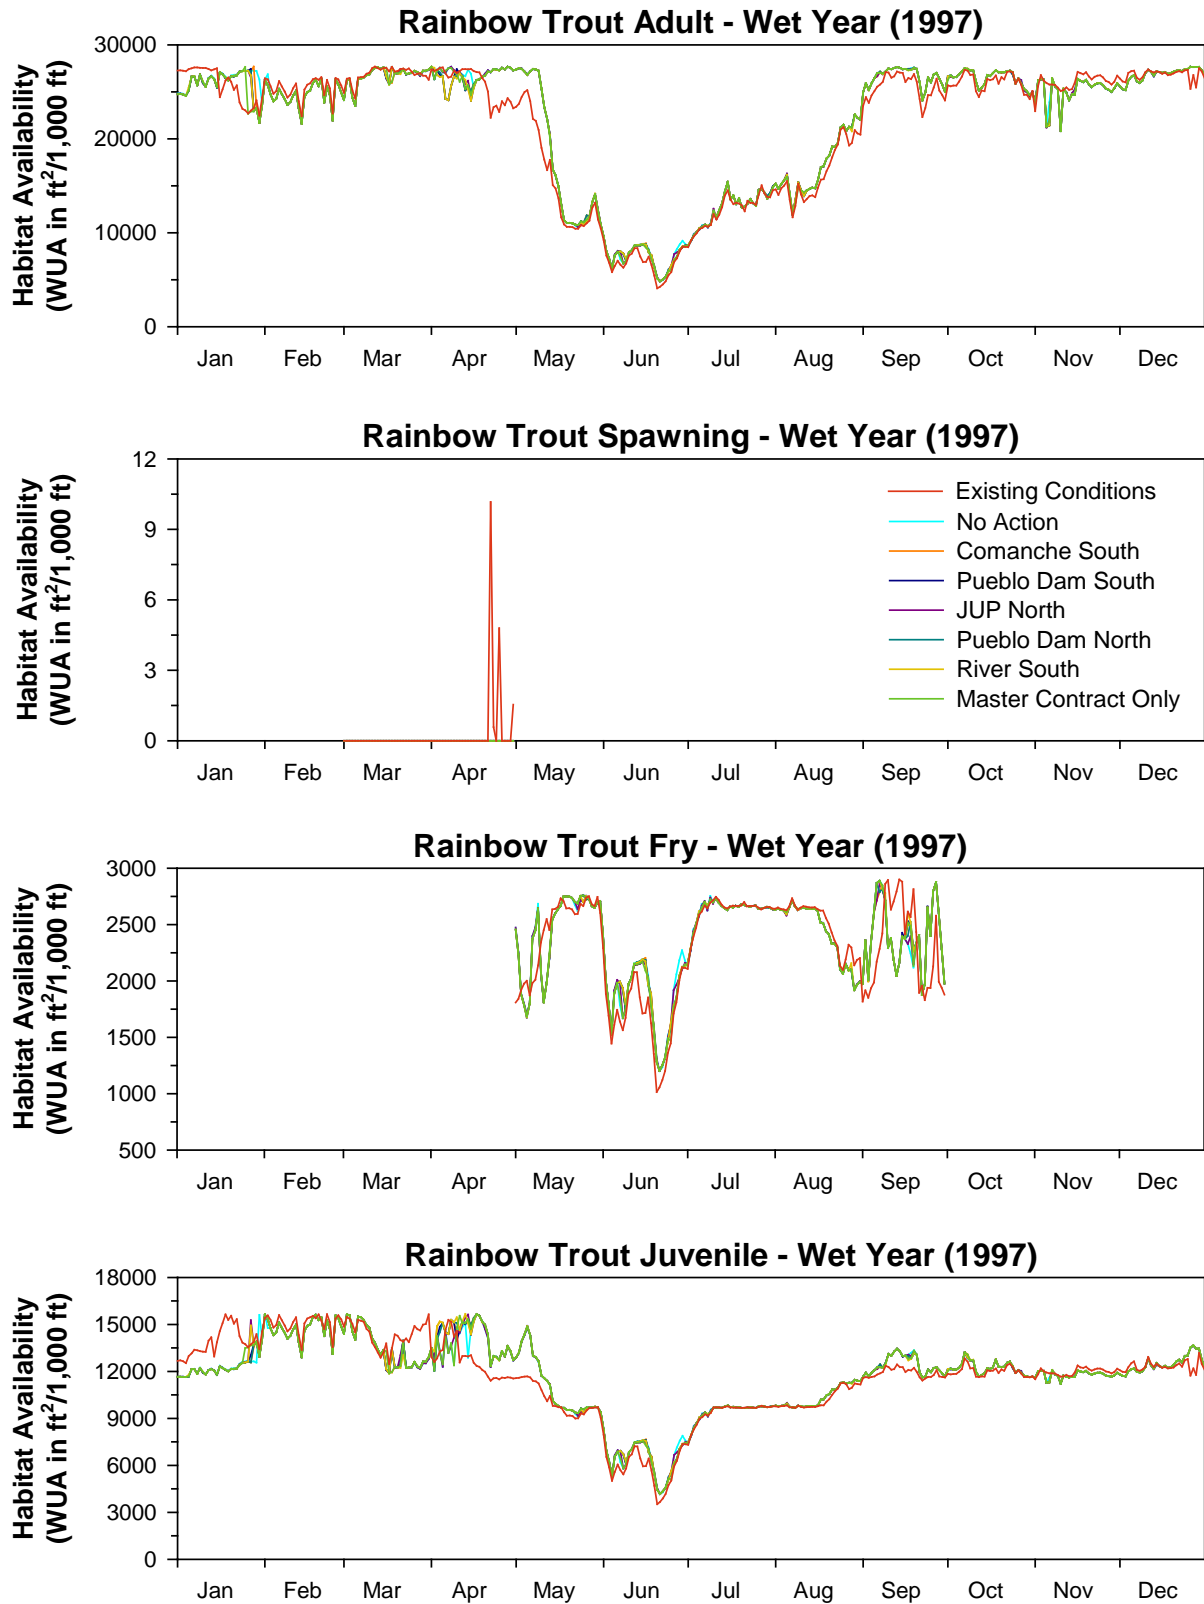 Rainbow Trout Adult - Wet Year (1997)
Habitat Availability
(WUA in ft²/1,000 ft)
30000
20000
10000
0
Jan Feb Mar Apr May Jun Jul Aug Sep Oct Nov Dec
Rainbow Trout Spawning - Wet Year (1997)
Habitat Availability
(WUA in ft²/1,000 ft)
12
9
6
3
0
Existing Conditions
No Action
Comanche South
Pueblo Dam South
JUP North
Pueblo Dam North
River South
Master Contract Only
Jan Feb Mar Apr May Jun Jul Aug Sep Oct Nov Dec
Rainbow Trout Fry - Wet Year (1997)
Habitat Availability
(WUA in ft²/1,000 ft)
3000
2500
2000
1500
1000
500
Jan Feb Mar Apr May Jun Jul Aug Sep Oct Nov Dec
Rainbow Trout Juvenile - Wet Year (1997)
Habitat Availability
(WUA in ft²/1,000 ft)
18000
15000
12000
9000
6000
3000
0
Jan Feb Mar Apr May Jun Jul Aug Sep Oct Nov Dec